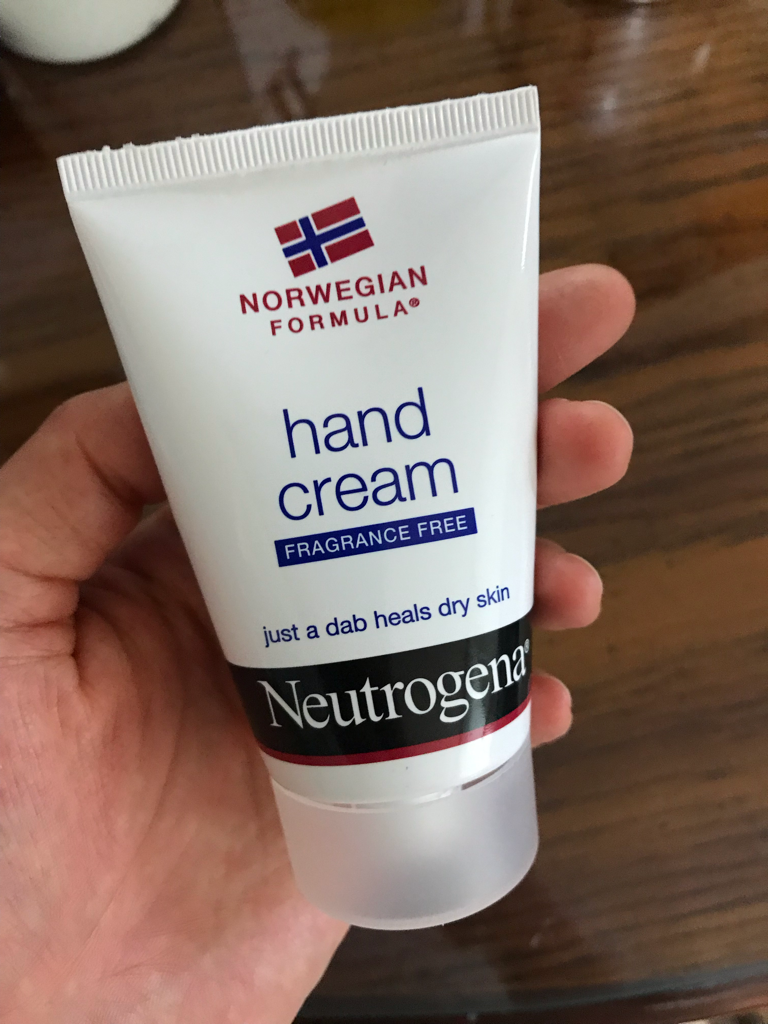 NORWEGIAN
FORMULA®
hand
cream
FRAGRANCE FREE
just a dab heals dry skin
Neutrogena®